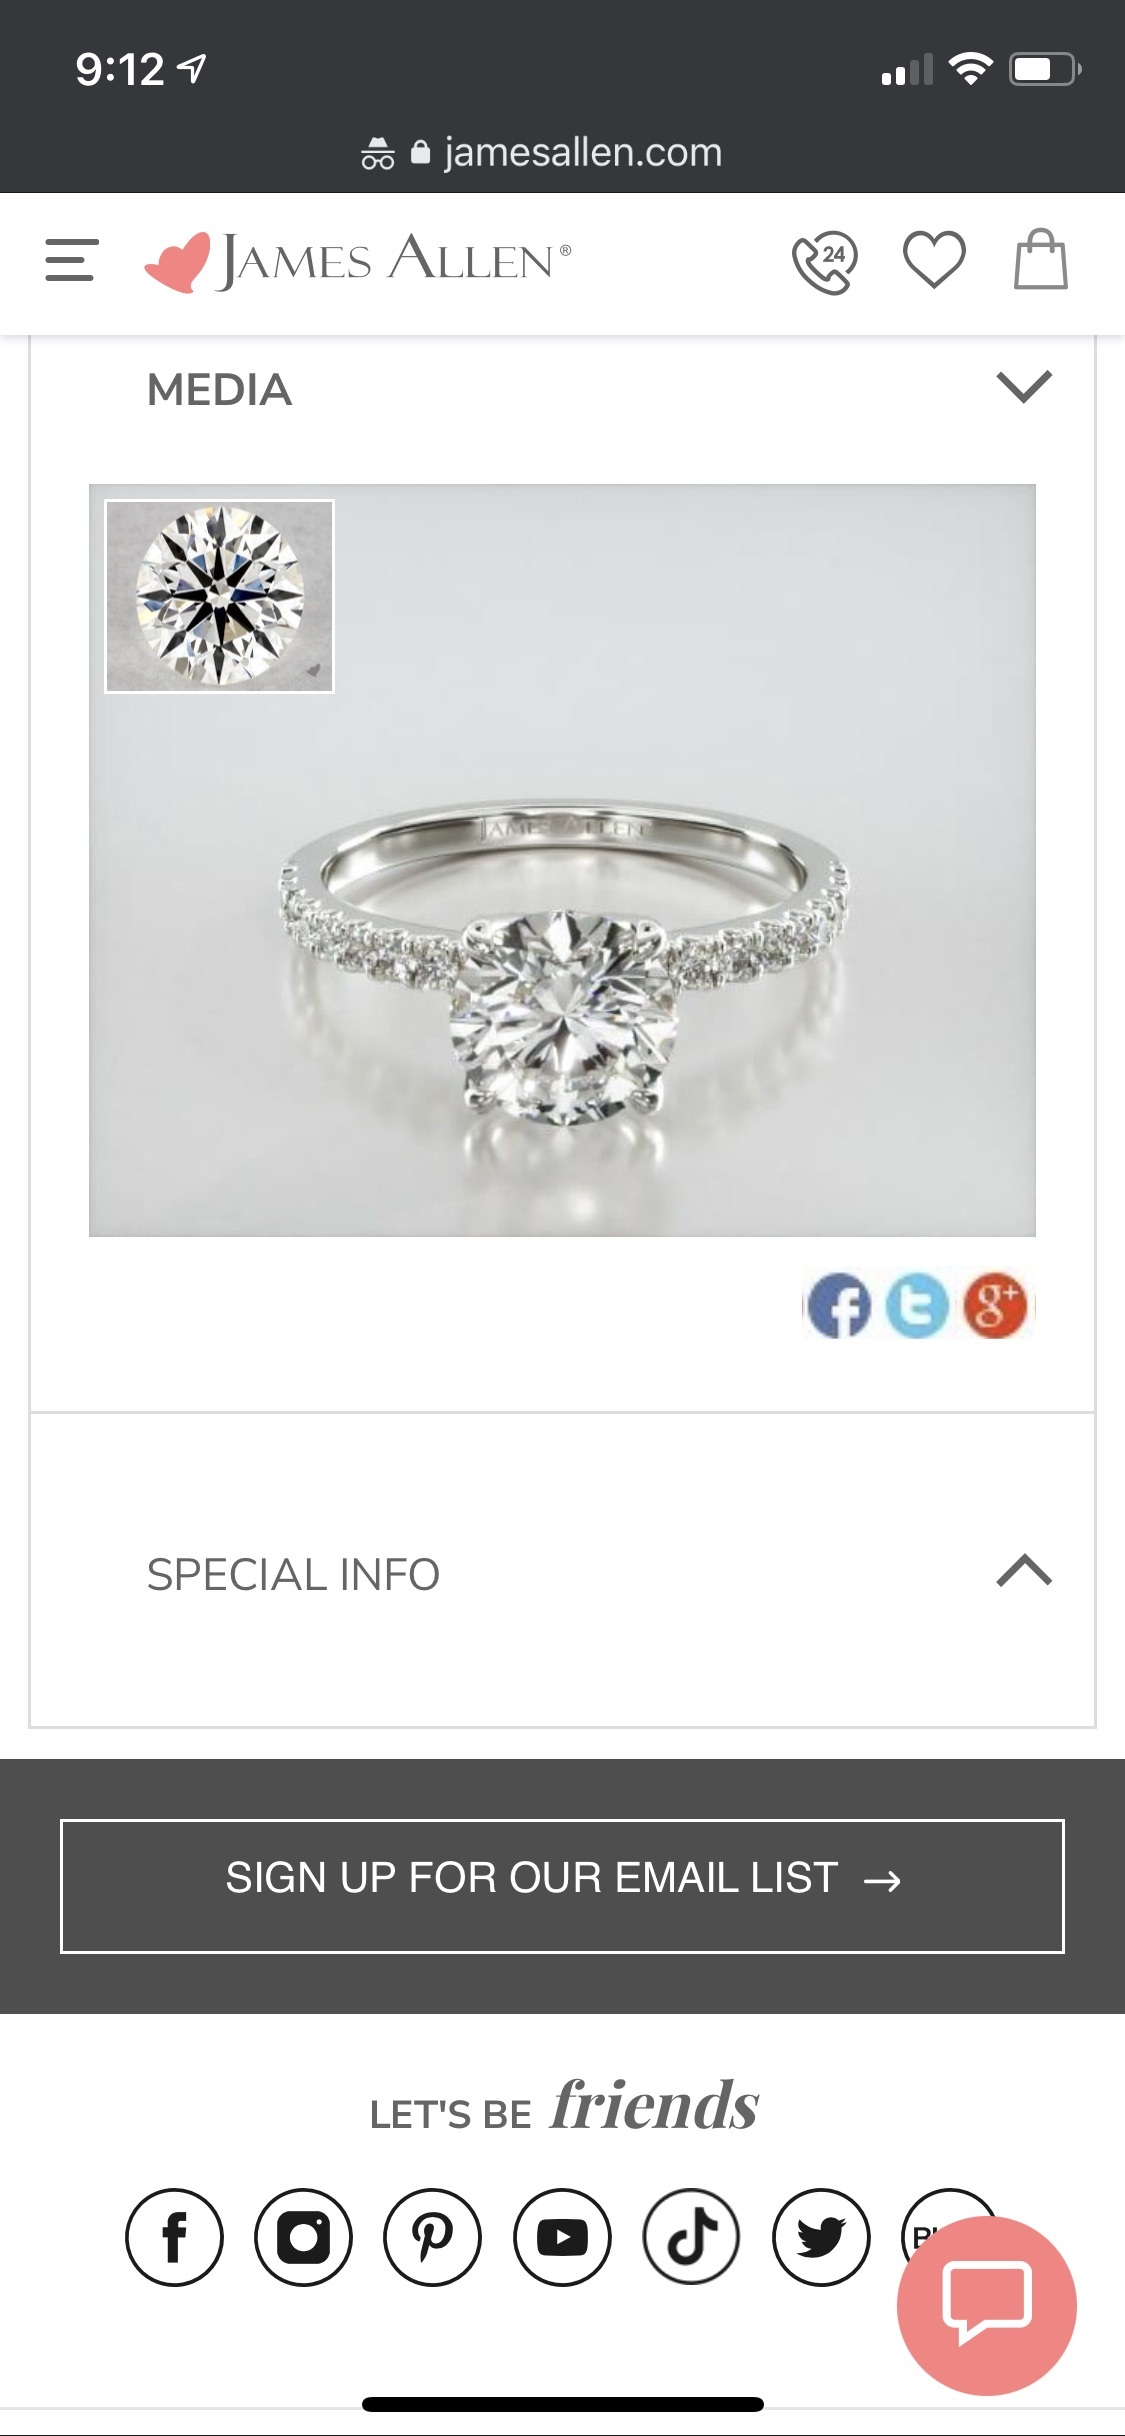 9:12
jamesallen.com
JAMES ALLEN®
24
MEDIA
JAMES ALLEN
SPECIAL INFO
SIGN UP FOR OUR EMAIL LIST →
LET'S BE friends